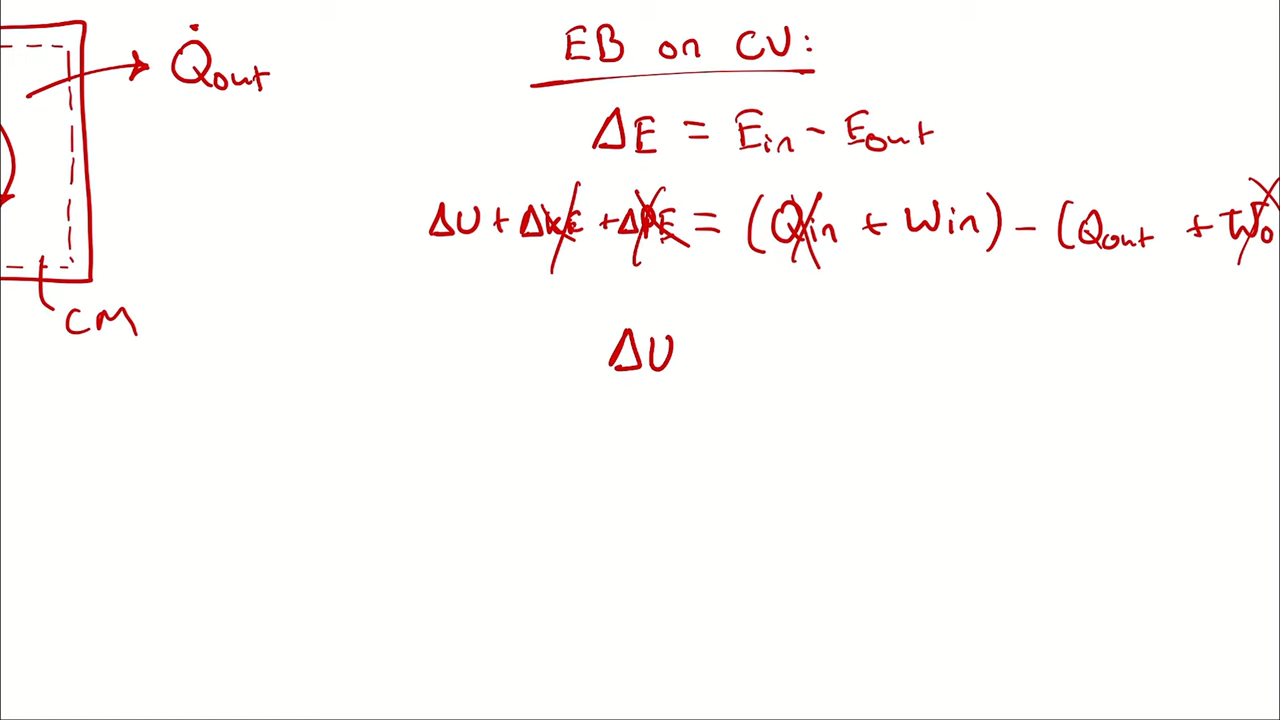 Q̇out
EB on CV:
ΔE = Ein - Eout
ΔU + ΔKE + ΔPE = (Qin + Win) - (Qout + Wo
CM
ΔU